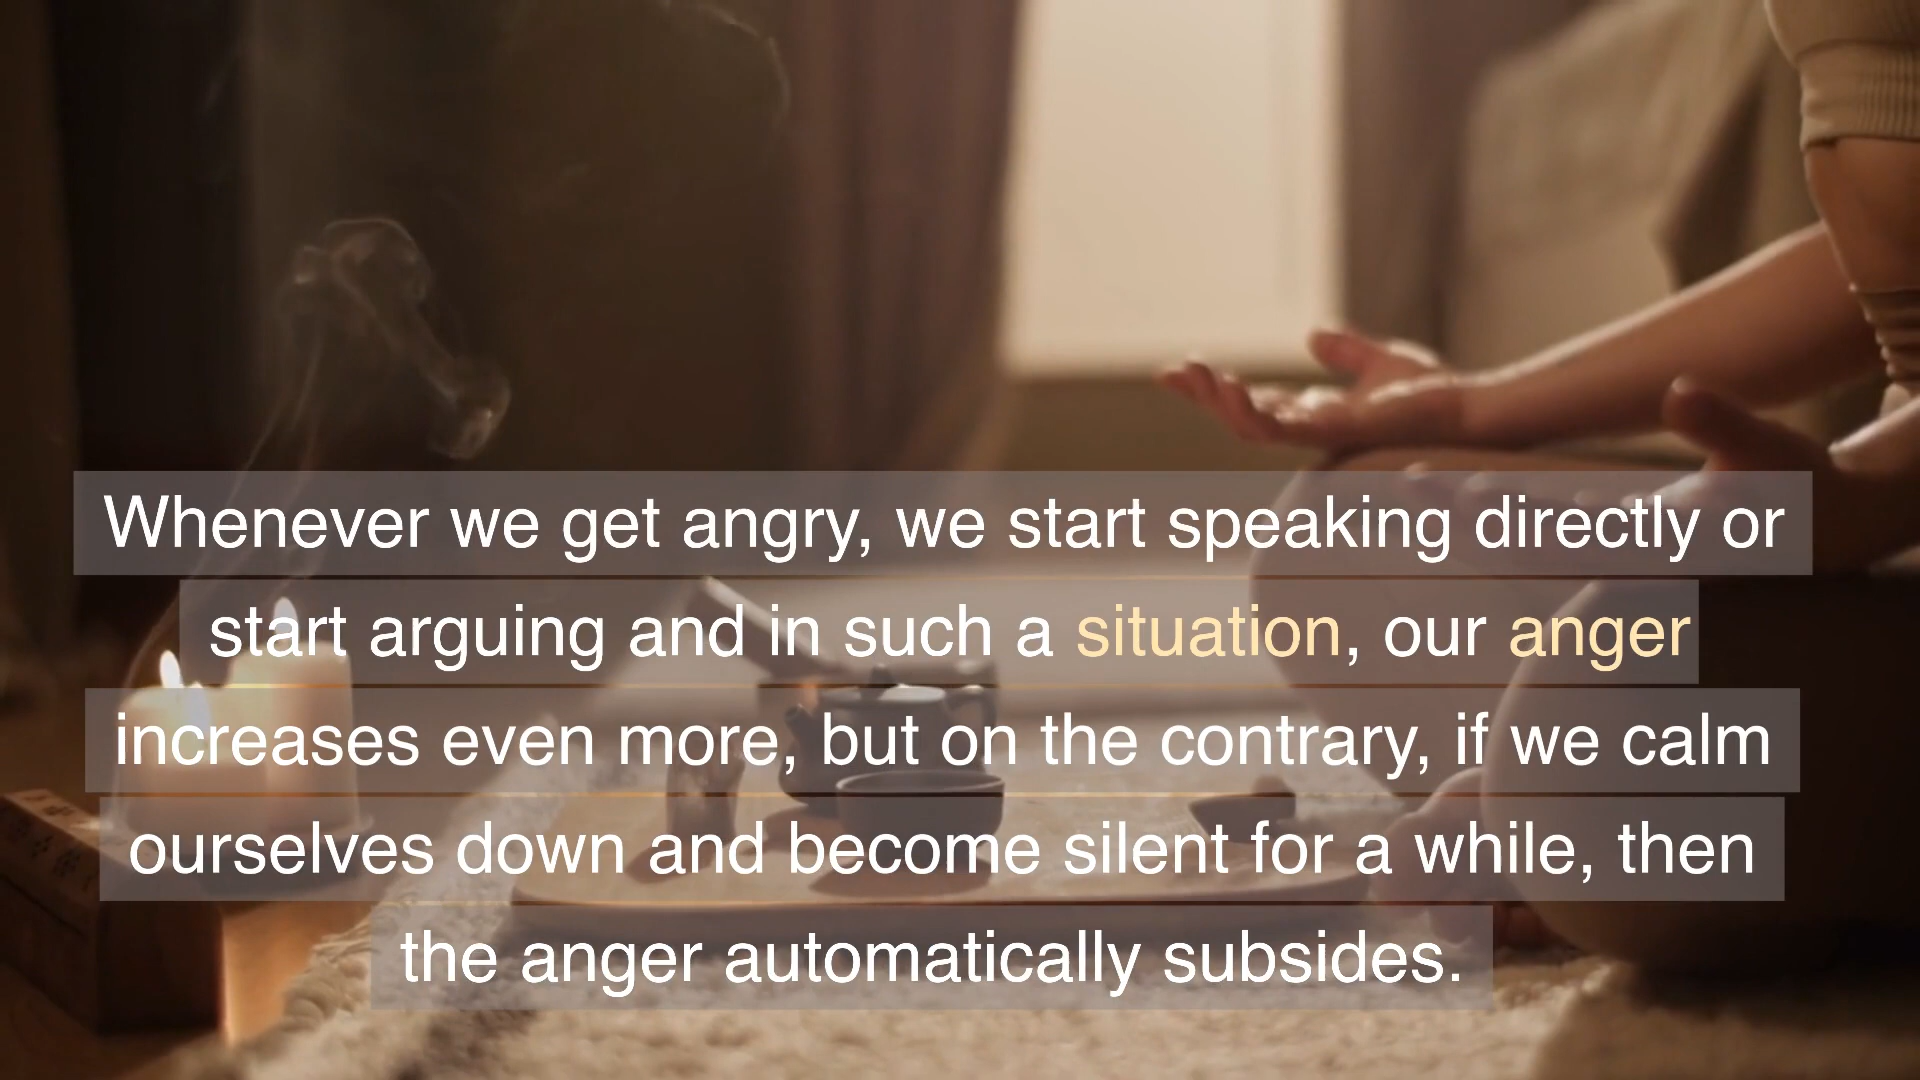 Whenever we get angry, we start speaking directly or
start arguing and in such a situation, our anger
increases even more, but on the contrary, if we calm
ourselves down and become silent for a while, then
the anger automatically subsides.